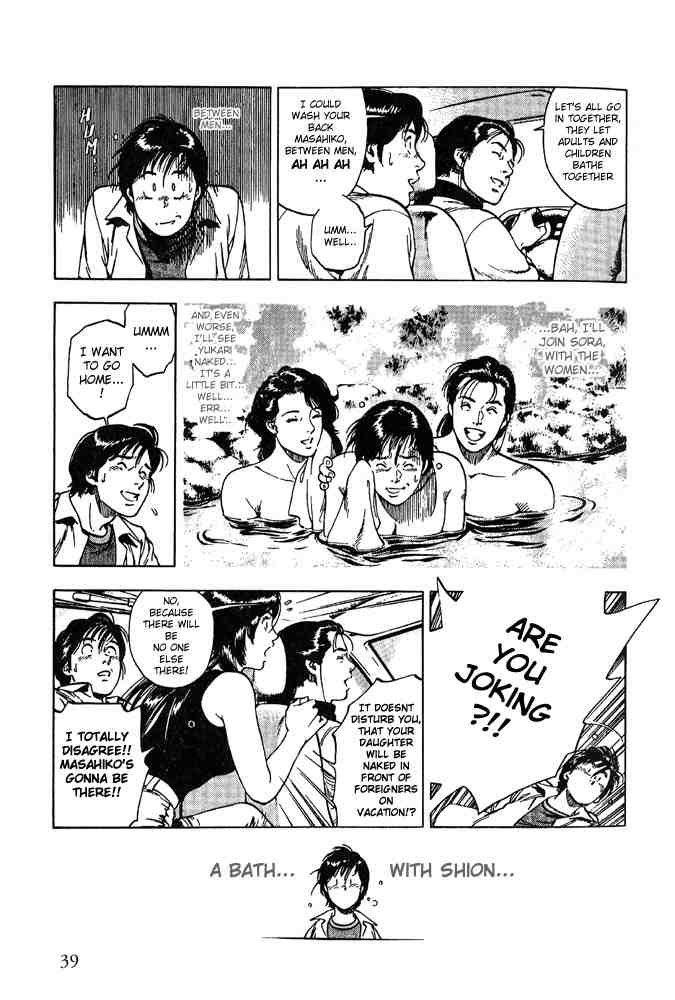 LET'S ALL GO
IN TOGETHER,
THEY LET
ADULTS AND
CHILDREN
BATHE
TOGETHER
I COULD
WASH YOUR
BACK
MASAHIKO,
BETWEEN MEN,
AH AH AH
...
UMM...
WELL..
BETWEEN
MEN...
HUM
...BAH, I'LL
JOIN SORA,
WITH THE
WOMEN...
AND EVEN
WORSE,
I'LL SEE
YUKARI
NAKED...
IT'S A
LITTLE BIT...
WELL...
ERR...
WELL...
UMMM
...
I WANT
TO GO
HOME...
!
ARE
YOU
JOKING
?!!
IT DOESNT
DISTURB YOU,
THAT YOUR
DAUGHTER
WILL BE
NAKED IN
FRONT OF
FOREIGNERS
ON
VACATION!?
NO,
BECAUSE
THERE WILL
BE
NO ONE
ELSE
THERE!
I TOTALLY
DISAGREE!!
MASAHIKO'S
GONNA BE
THERE!!
A BATH... WITH SHION...
39